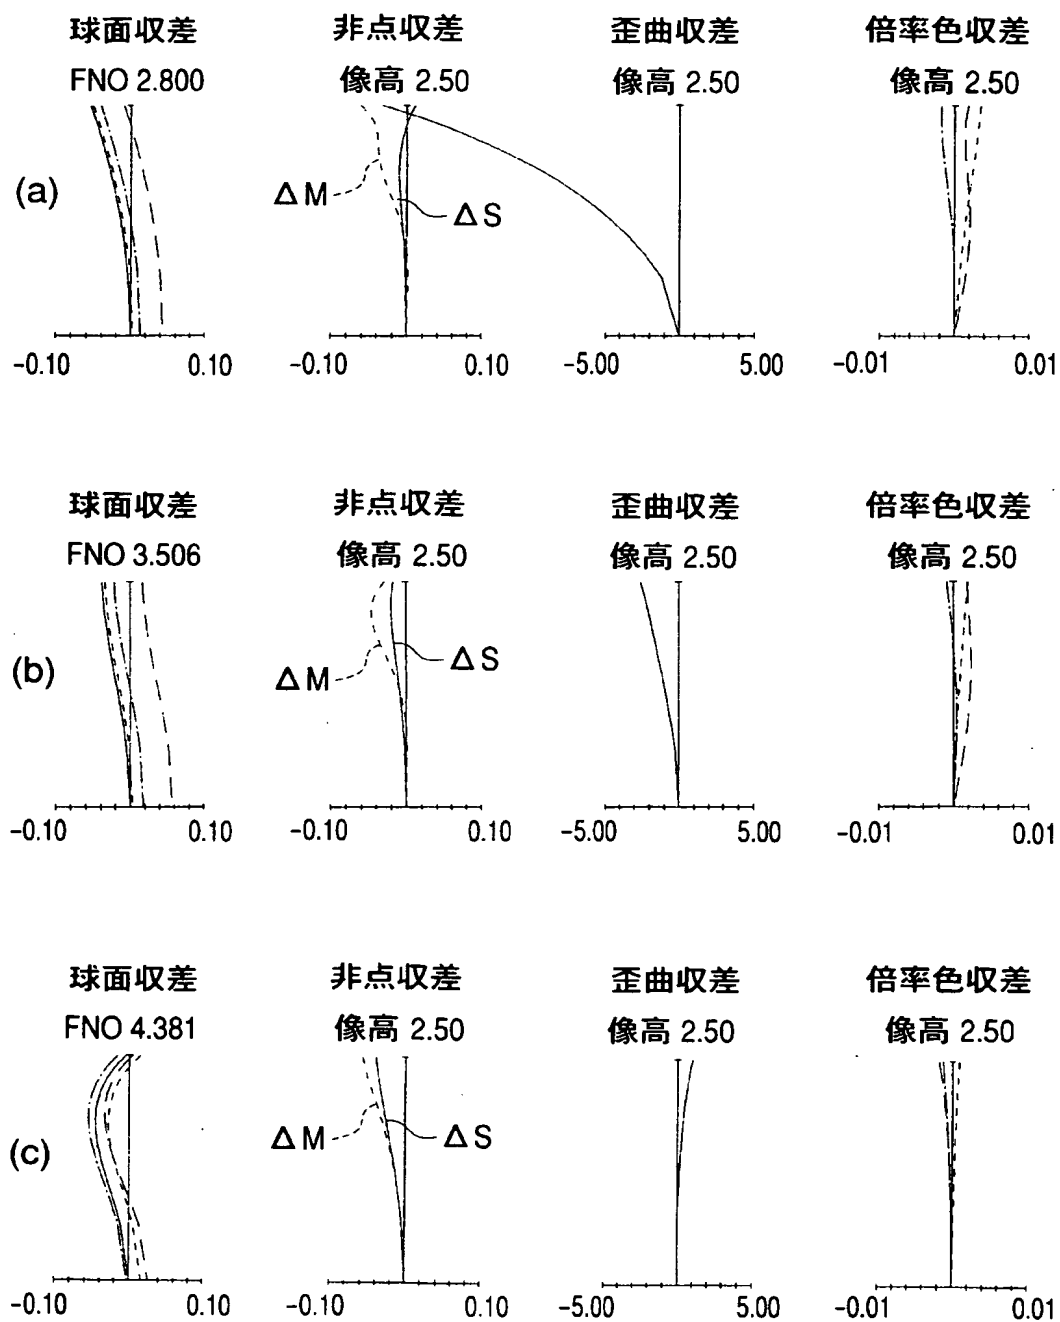 球面収差 非点収差 歪曲収差 倍率色収差
FNO 2.800 像高 2.50 像高 2.50 像高 2.50
(a)
ΔM
ΔS
-0.10 0.10 -0.10 0.10 -5.00 5.00 -0.01 0.01
球面収差 非点収差 歪曲収差 倍率色収差
FNO 3.506 像高 2.50 像高 2.50 像高 2.50
(b)
ΔM
ΔS
-0.10 0.10 -0.10 0.10 -5.00 5.00 -0.01 0.01
球面収差 非点収差 歪曲収差 倍率色収差
FNO 4.381 像高 2.50 像高 2.50 像高 2.50
(c)
ΔM
ΔS
-0.10 0.10 -0.10 0.10 -5.00 5.00 -0.01 0.01